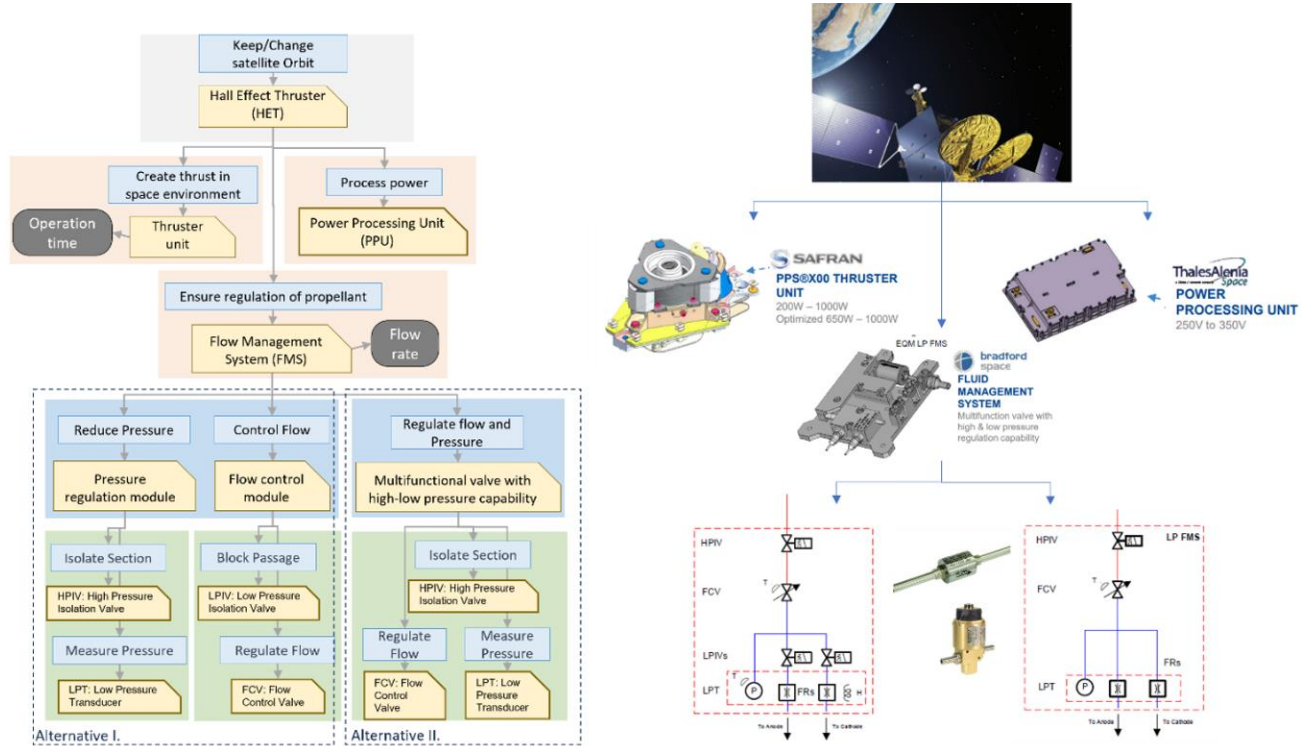 Keep/Change
satellite Orbit
Hall Effect Thruster
(HET)
Create thrust in
space environment
Process power
Operation
time
Thruster
unit
Power Processing Unit
(PPU)
Ensure regulation of propellant
Flow Management
System (FMS)
Flow
rate
Reduce Pressure
Control Flow
Regulate flow and
Pressure
Pressure
regulation module
Flow control
module
Multifunctional valve with
high-low pressure capability
Isolate Section
Block Passage
Isolate Section
HPIV: High Pressure
Isolation Valve
LPIV: Low Pressure
Isolation Valve
HPIV: High Pressure
Isolation Valve
Measure Pressure
Regulate Flow
Regulate
Flow
Measure
Pressure
LPT: Low Pressure
Transducer
FCV: Flow
Control Valve
FCV: Flow
Control
Valve
LPT: Low
Pressure
Transducer
Alternative I.
Alternative II.
SAFRAN
PPS®X00 THRUSTER
UNIT
200W – 1000W
Optimized 650W – 1000W
ThalesAlenia
Space
POWER
PROCESSING UNIT
250V to 350V
EQM LP FMS
bradford
space
FLUID
MANAGEMENT
SYSTEM
Multifunction valve with
high & low pressure
regulation capability
HPIV
T
FCV
LPIVs
T
LPT
P
FRs
H
To Anode
To Cathode
HPIV
LP FMS
T
FCV
FRs
LPT
P
To Anode
To Cathode